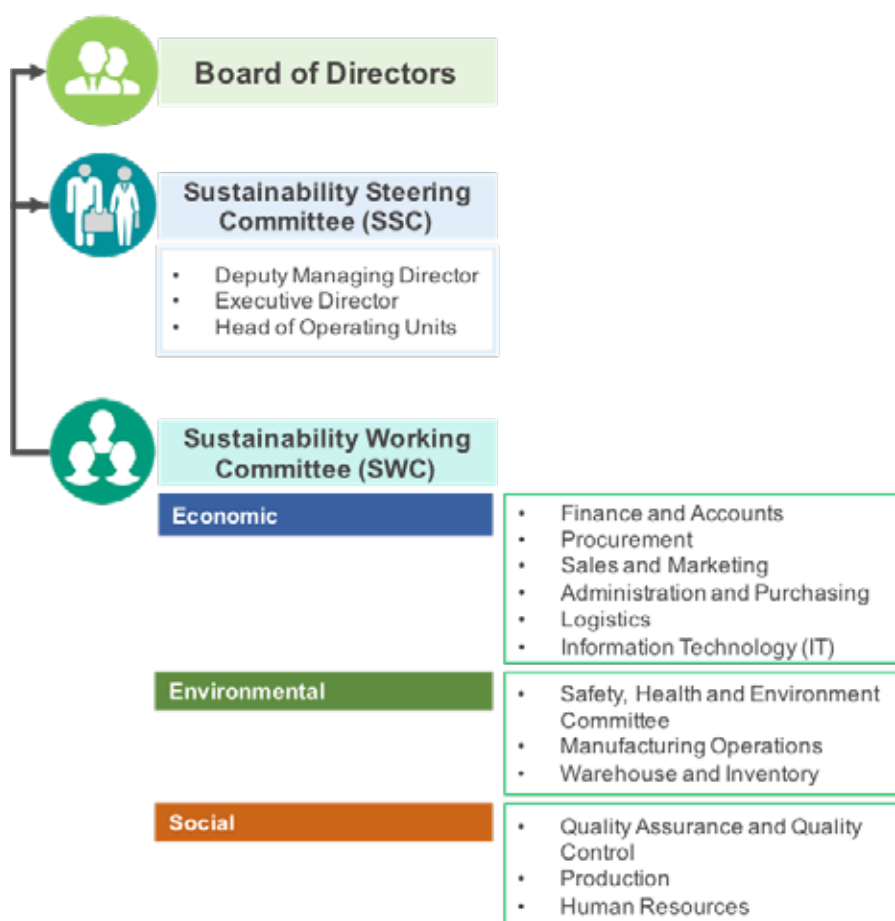 Board of Directors
Sustainability Steering
Committee (SSC)
• Deputy Managing Director
• Executive Director
• Head of Operating Units
Sustainability Working
Committee (SWC)
Economic
• Finance and Accounts
• Procurement
• Sales and Marketing
• Administration and Purchasing
• Logistics
• Information Technology (IT)
Environmental
• Safety, Health and Environment
Committee
• Manufacturing Operations
• Warehouse and Inventory
Social
• Quality Assurance and Quality
Control
• Production
• Human Resources